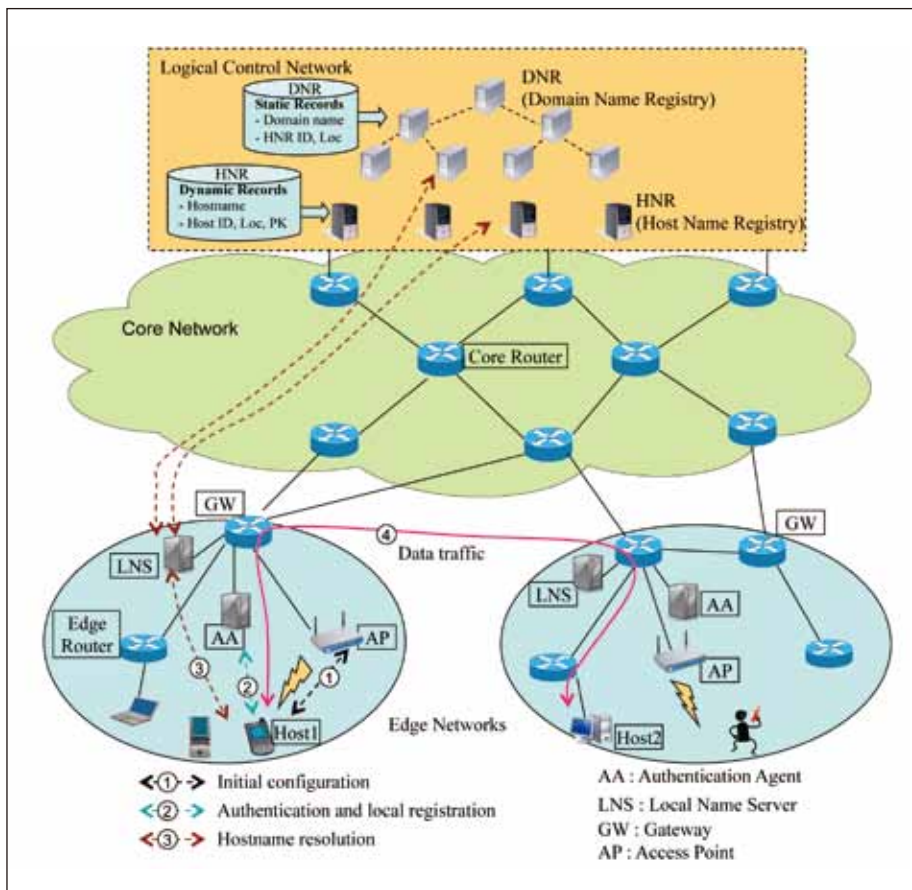 Logical Control Network
DNR
Static Records
- Domain name
- HNR ID, Loc
DNR
(Domain Name Registry)
HNR
Dynamic Records
- Hostname
- Host ID, Loc, PK
HNR
(Host Name Registry)
Core Network
Core Router
GW
4
Data traffic
GW
LNS
LNS
Edge
Router
AA
AP
AA
3
2
1
AP
Host1
Edge Networks
Host2
1 Initial configuration
2 Authentication and local registration
3 Hostname resolution
AA : Authentication Agent
LNS : Local Name Server
GW : Gateway
AP : Access Point